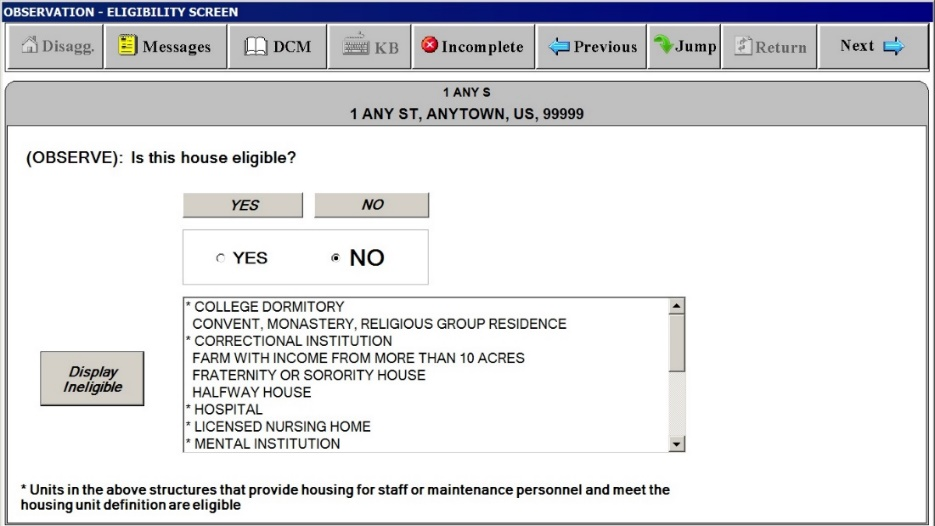 OBSERVATION - ELIGIBILITY SCREEN
Disagg. Messages DCM KB Incomplete Previous Jump Return Next
1 ANY S
1 ANY ST, ANYTOWN, US, 99999
(OBSERVE): Is this house eligible?
YES NO
YES NO
* COLLEGE DORMITORY
CONVENT, MONASTERY, RELIGIOUS GROUP RESIDENCE
* CORRECTIONAL INSTITUTION
FARM WITH INCOME FROM MORE THAN 10 ACRES
FRATERNITY OR SORORITY HOUSE
HALFWAY HOUSE
* HOSPITAL
* LICENSED NURSING HOME
* MENTAL INSTITUTION
Display
Ineligible
* Units in the above structures that provide housing for staff or maintenance personnel and meet the
housing unit definition are eligible